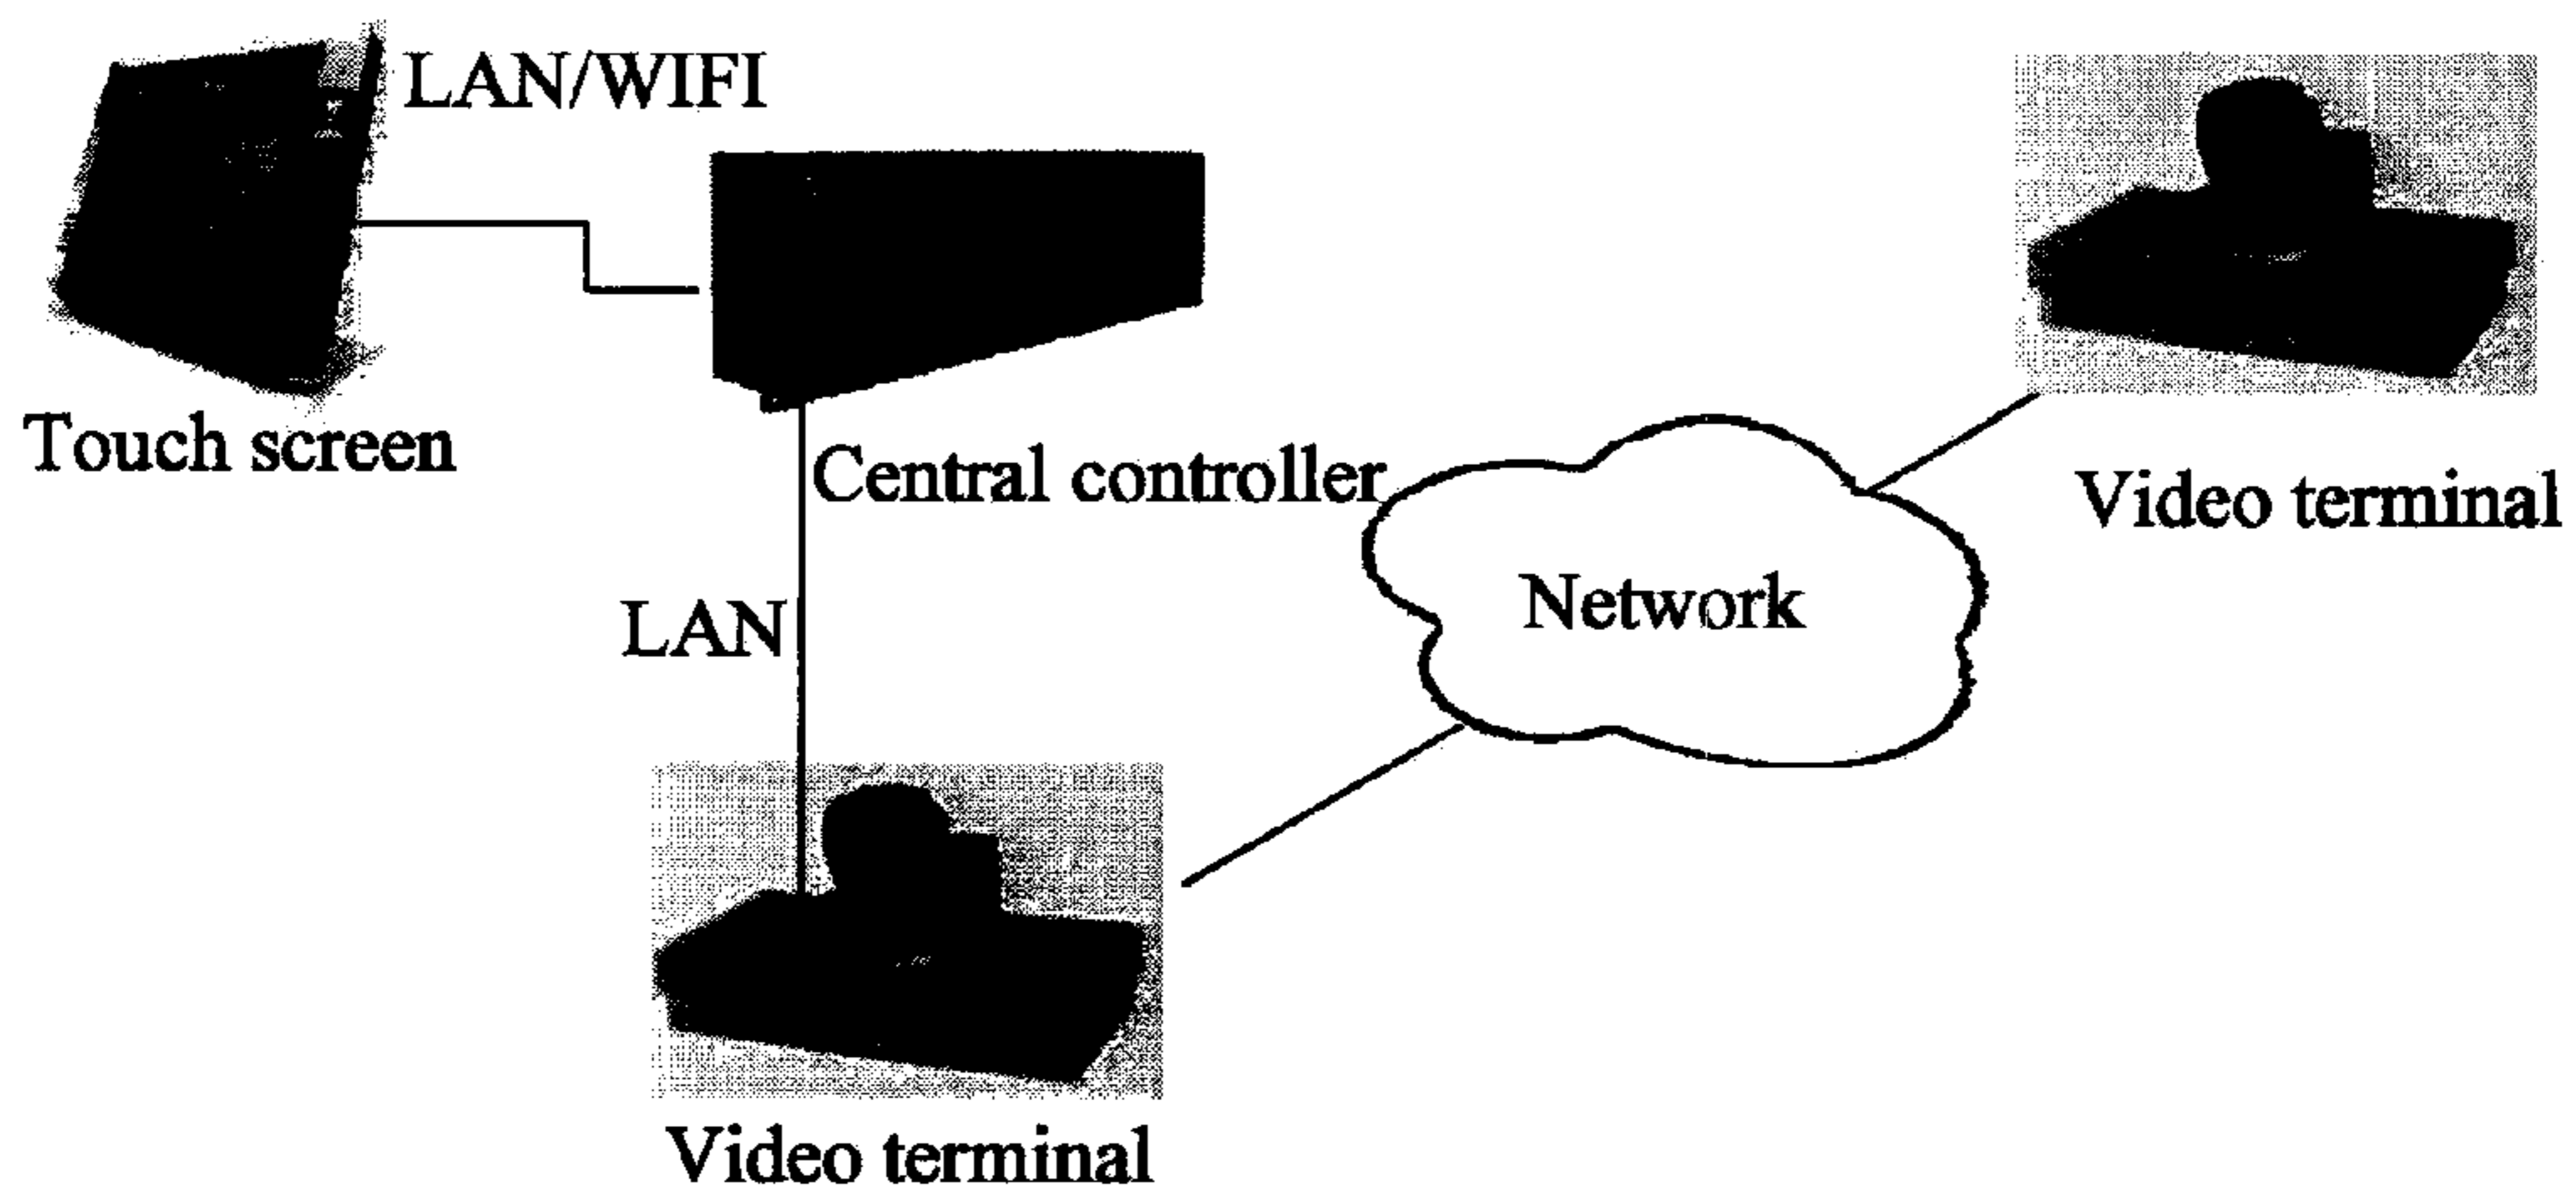 LAN/WIFI
Touch screen
Central controller
Video terminal
Network
LAN
Video terminal